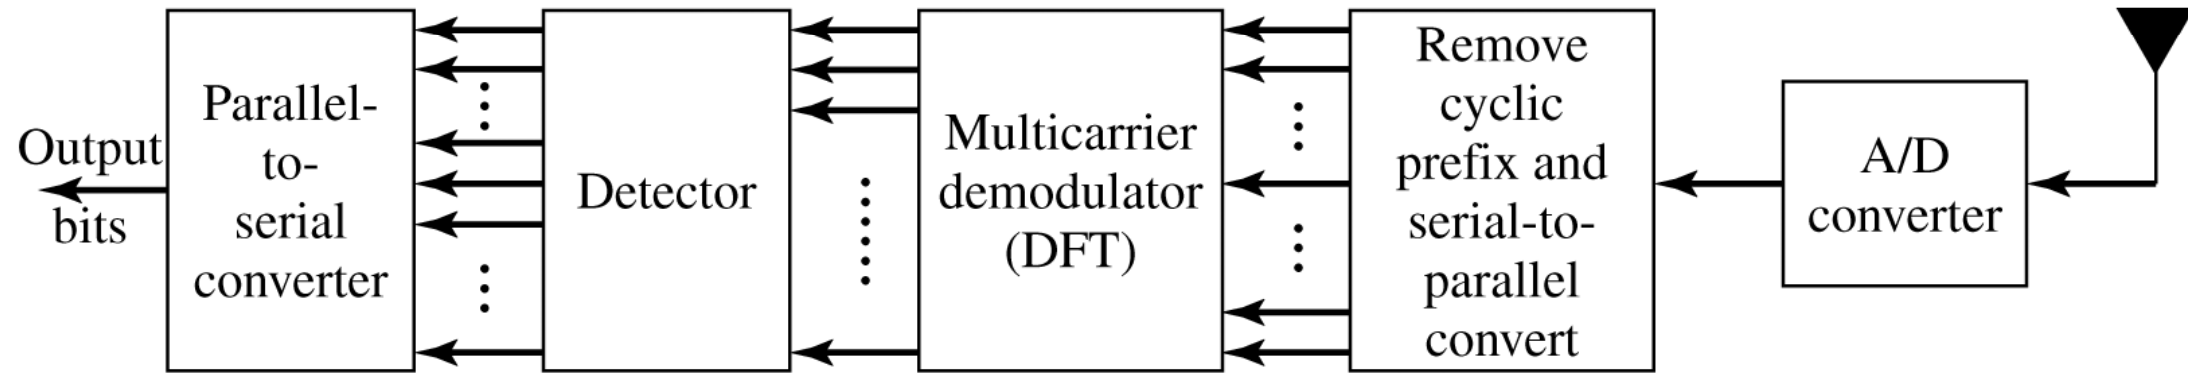 Output
bits
Parallel-
to-
serial
converter
Detector
Multicarrier
demodulator
(DFT)
Remove
cyclic
prefix and
serial-to-
parallel
convert
A/D
converter